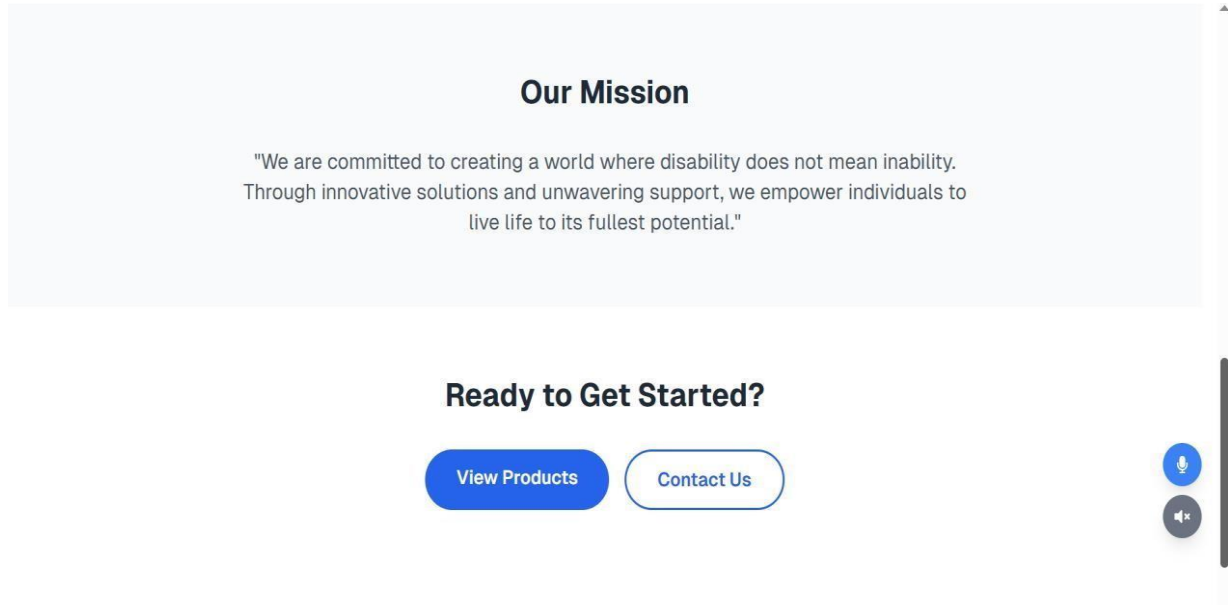 Our Mission
"We are committed to creating a world where disability does not mean inability.
Through innovative solutions and unwavering support, we empower individuals to
live life to its fullest potential."
Ready to Get Started?
View Products
Contact Us